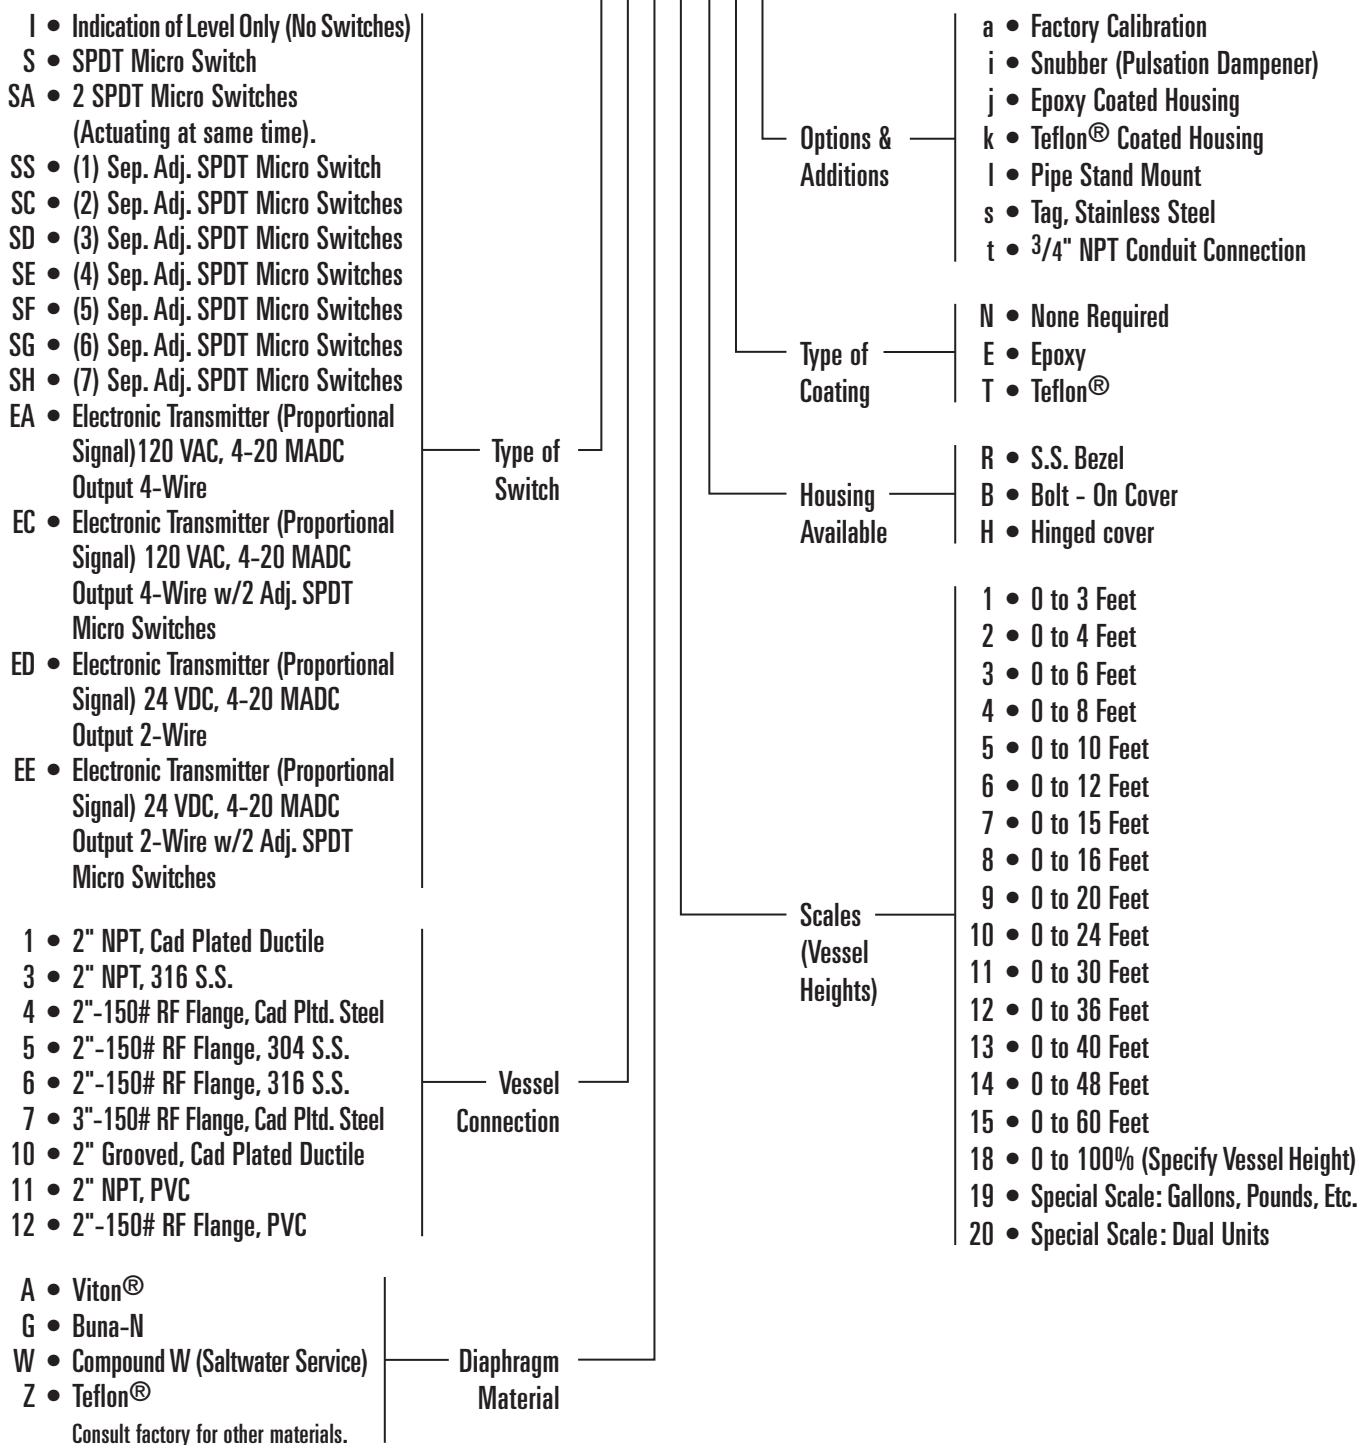 I • Indication of Level Only (No Switches)
S • SPDT Micro Switch
SA • 2 SPDT Micro Switches
(Actuating at same time).
SS • (1) Sep. Adj. SPDT Micro Switch
SC • (2) Sep. Adj. SPDT Micro Switches
SD • (3) Sep. Adj. SPDT Micro Switches
SE • (4) Sep. Adj. SPDT Micro Switches
SF • (5) Sep. Adj. SPDT Micro Switches
SG • (6) Sep. Adj. SPDT Micro Switches
SH • (7) Sep. Adj. SPDT Micro Switches
EA • Electronic Transmitter (Proportional
Signal)120 VAC, 4-20 MADC
Output 4-Wire
EC • Electronic Transmitter (Proportional
Signal) 120 VAC, 4-20 MADC
Output 4-Wire w/2 Adj. SPDT
Micro Switches
ED • Electronic Transmitter (Proportional
Signal) 24 VDC, 4-20 MADC
Output 2-Wire
EE • Electronic Transmitter (Proportional
Signal) 24 VDC, 4-20 MADC
Output 2-Wire w/2 Adj. SPDT
Micro Switches
Type of
Switch
1 • 2" NPT, Cad Plated Ductile
3 • 2" NPT, 316 S.S.
4 • 2"-150# RF Flange, Cad Pltd. Steel
5 • 2"-150# RF Flange, 304 S.S.
6 • 2"-150# RF Flange, 316 S.S.
7 • 3"-150# RF Flange, Cad Pltd. Steel
10 • 2" Grooved, Cad Plated Ductile
11 • 2" NPT, PVC
12 • 2"-150# RF Flange, PVC
Vessel
Connection
A • Viton®
G • Buna-N
W • Compound W (Saltwater Service)
Z • Teflon®
Consult factory for other materials.
Diaphragm
Material
Options &
Additions
a • Factory Calibration
i • Snubber (Pulsation Dampener)
j • Epoxy Coated Housing
k • Teflon® Coated Housing
l • Pipe Stand Mount
s • Tag, Stainless Steel
t • 3/4" NPT Conduit Connection
Type of
Coating
N • None Required
E • Epoxy
T • Teflon®
Housing
Available
R • S.S. Bezel
B • Bolt - On Cover
H • Hinged cover
Scales
(Vessel
Heights)
1 • 0 to 3 Feet
2 • 0 to 4 Feet
3 • 0 to 6 Feet
4 • 0 to 8 Feet
5 • 0 to 10 Feet
6 • 0 to 12 Feet
7 • 0 to 15 Feet
8 • 0 to 16 Feet
9 • 0 to 20 Feet
10 • 0 to 24 Feet
11 • 0 to 30 Feet
12 • 0 to 36 Feet
13 • 0 to 40 Feet
14 • 0 to 48 Feet
15 • 0 to 60 Feet
18 • 0 to 100% (Specify Vessel Height)
19 • Special Scale: Gallons, Pounds, Etc.
20 • Special Scale: Dual Units